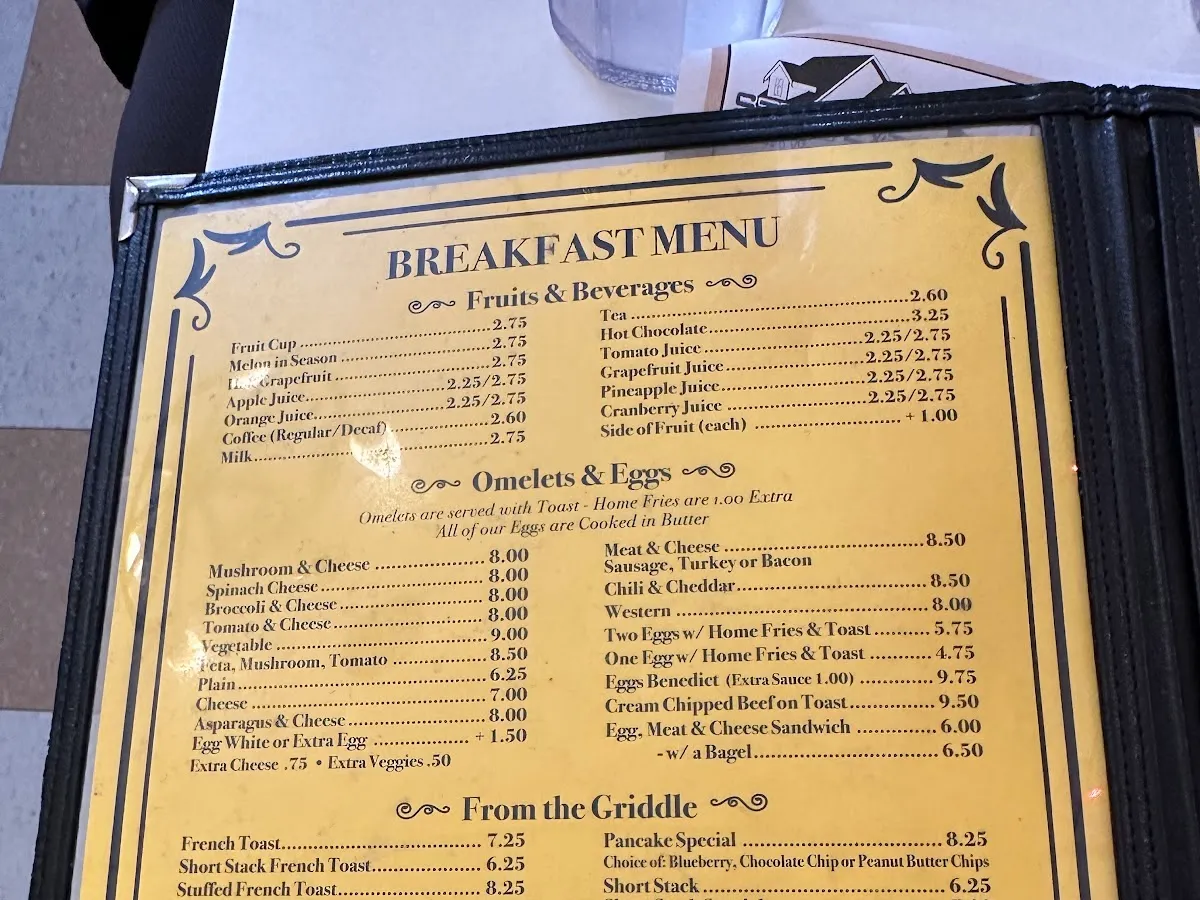 BREAKFAST MENU
Fruits & Beverages
Fruit Cup 2.75
Melon in Season 2.75
Grapefruit 2.75
Apple Juice 2.25/2.75
Orange Juice 2.25/2.75
Coffee (Regular/Decaf) 2.60
Milk 2.75
Tea 2.60
Hot Chocolate 3.25
Tomato Juice 2.25/2.75
Grapefruit Juice 2.25/2.75
Pineapple Juice 2.25/2.75
Cranberry Juice 2.25/2.75
Side of Fruit (each) + 1.00
Omelets & Eggs
Omelets are served with Toast - Home Fries are 1.00 Extra
All of our Eggs are Cooked in Butter
Mushroom & Cheese 8.00
Spinach Cheese 8.00
Broccoli & Cheese 8.00
Tomato & Cheese 8.00
Vegetable 9.00
Feta, Mushroom, Tomato 8.50
Plain 6.25
Cheese 7.00
Asparagus & Cheese 8.00
Egg White or Extra Egg + 1.50
Extra Cheese .75 • Extra Veggies .50
Meat & Cheese 8.50
Sausage, Turkey or Bacon
Chili & Cheddar 8.50
Western 8.00
Two Eggs w/ Home Fries & Toast 5.75
One Egg w/ Home Fries & Toast 4.75
Eggs Benedict (Extra Sauce 1.00) 9.75
Cream Chipped Beef on Toast 9.50
Egg, Meat & Cheese Sandwich 6.00
- w/ a Bagel 6.50
From the Griddle
French Toast 7.25
Short Stack French Toast 6.25
Stuffed French Toast 8.25
Pancake Special 8.25
Choice of: Blueberry, Chocolate Chip or Peanut Butter Chips
Short Stack 6.25